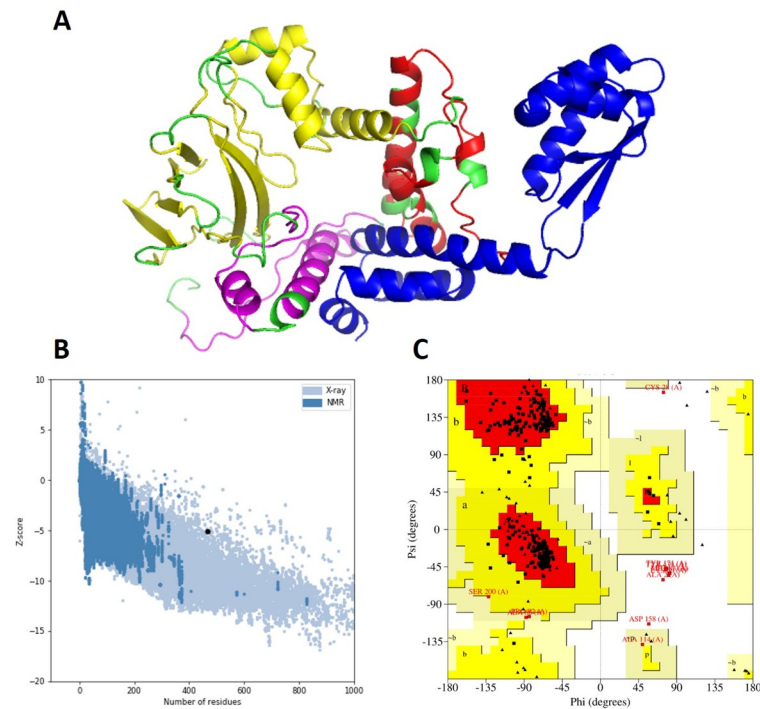 A
B
C
10
5
0
−5
−10
−15
−20
0
200
400
600
800
1000
Z-score
Number of residues
X-ray
NMR
180
135
90
45
0
-45
-90
-135
-180
-135
-90
-45
0
45
90
135
180
Psi (degrees)
Phi (degrees)
CYS 28 (A)
SER 200 (A)
ASP 158 (A)
b
~b
~b
b
~l
l
a
~a
~b
b
p
~b